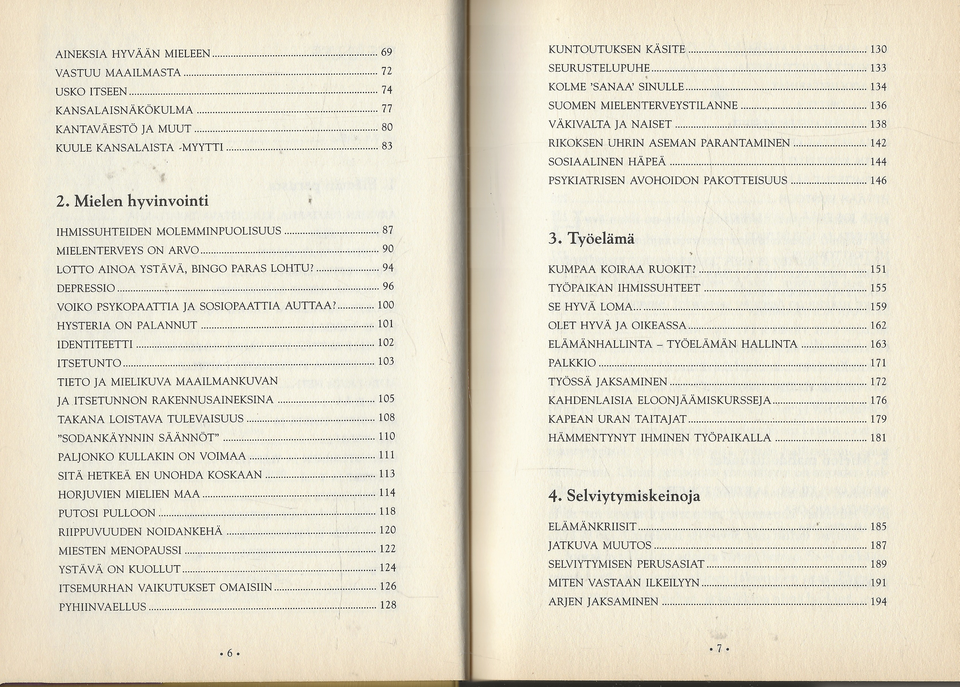 AINEKSIA HYVÄÄN MIELEEN ... 69
VASTUU MAAILMASTA ... 72
USKO ITSEEN ... 74
KANSALAISNÄKÖKULMA ... 77
KANTAVÄESTÖ JA MUUT ... 80
KUULE KANSALAISTA -MYYTTI ... 83
2. Mielen hyvinvointi
IHMISSUHTEIDEN MOLEMMINPUOLISUUS ... 87
MIELENTERVEYS ON ARVO ... 90
LOTTO AINOA YSTÄVÄ, BINGO PARAS LOHTU? ... 94
DEPRESSIO ... 96
VOIKO PSYKOPAATTIA JA SOSIOPAATTIA AUTTAA? ... 100
HYSTERIA ON PALANNUT ... 101
IDENTITEETTI ... 102
ITSETUNTO ... 103
TIETO JA MIELIKUVA MAAILMANKUVAN
JA ITSETUNNON RAKENNUSAINEKSINA ... 105
TAKANA LOISTAVA TULEVAISUUS ... 108
"SODANKÄYNNIN SÄÄNNÖT" ... 110
PALJONKO KULLAKIN ON VOIMAA ... 111
SITÄ HETKEÄ EN UNOHDA KOSKAAN ... 113
HORJUVIEN MIELIEN MAA ... 114
PUTOSI PULLOON ... 118
RIIPPUVUUDEN NOIDANKEHÄ ... 120
MIESTEN MENOPAUSSI ... 122
YSTÄVÄ ON KUOLLUT ... 124
ITSEMURHAN VAIKUTUKSET OMAISIIN ... 126
PYHIINVAELLUS ... 128
• 6 •
KUNTOUTUKSEN KÄSITE ... 130
SEURUSTELUPUHE ... 133
KOLME 'SANAA' SINULLE ... 134
SUOMEN MIELENTERVEYSTILANNE ... 136
VÄKIVALTA JA NAISET ... 138
RIKOKSEN UHRIN ASEMAN PARANTAMINEN ... 142
SOSIAALINEN HÄPEÄ ... 144
PSYKIATRISEN AVOHOIDON PAKOTTEISUUS ... 146
3. Työelämä
KUMPAA KOIRAA RUOKIT? ... 151
TYÖPAIKAN IHMISSUHTEET ... 155
SE HYVÄ LOMA ... 159
OLET HYVÄ JA OIKEASSA ... 162
ELÄMÄNHALLINTA – TYÖELÄMÄN HALLINTA ... 163
PALKKIO ... 171
TYÖSSÄ JAKSAMINEN ... 172
KAHDENLAISIA ELOONJÄÄMISKURSSEJA ... 176
KAPEAN URAN TAITAJAT ... 179
HÄMMENTYNYT IHMINEN TYÖPAIKALLA ... 181
4. Selviytymiskeinoja
ELÄMÄNKRIISIT ... 185
JATKUVA MUUTOS ... 187
SELVIYTYMISEN PERUSASIAT ... 189
MITEN VASTAAN ILKEILYYN ... 191
ARJEN JAKSAMINEN ... 194
• 7 •